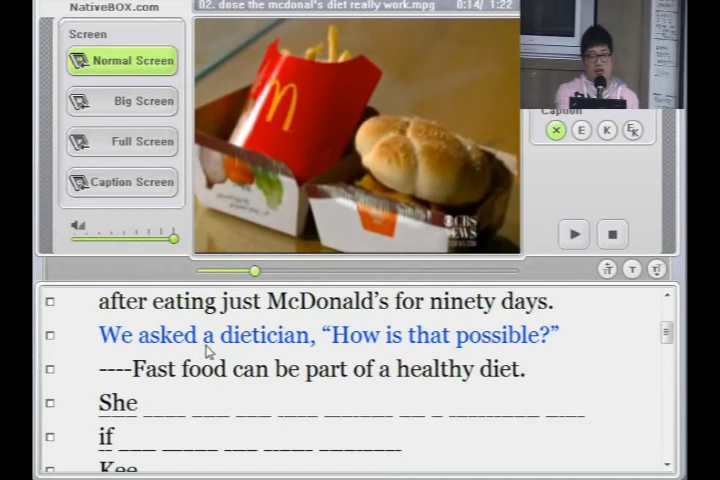 NativeBOX.com
02. dose the mcdonal's diet really work.mpg
0:14/ 1:22
Screen
Normal Screen
Big Screen
Full Screen
Caption Screen
M
CBS
NEWS
Caption
X
E
K
EK
T
T
T
after eating just McDonald's for ninety days.
We asked a dietician, “How is that possible?”
----Fast food can be part of a healthy diet.
She
if
Kee